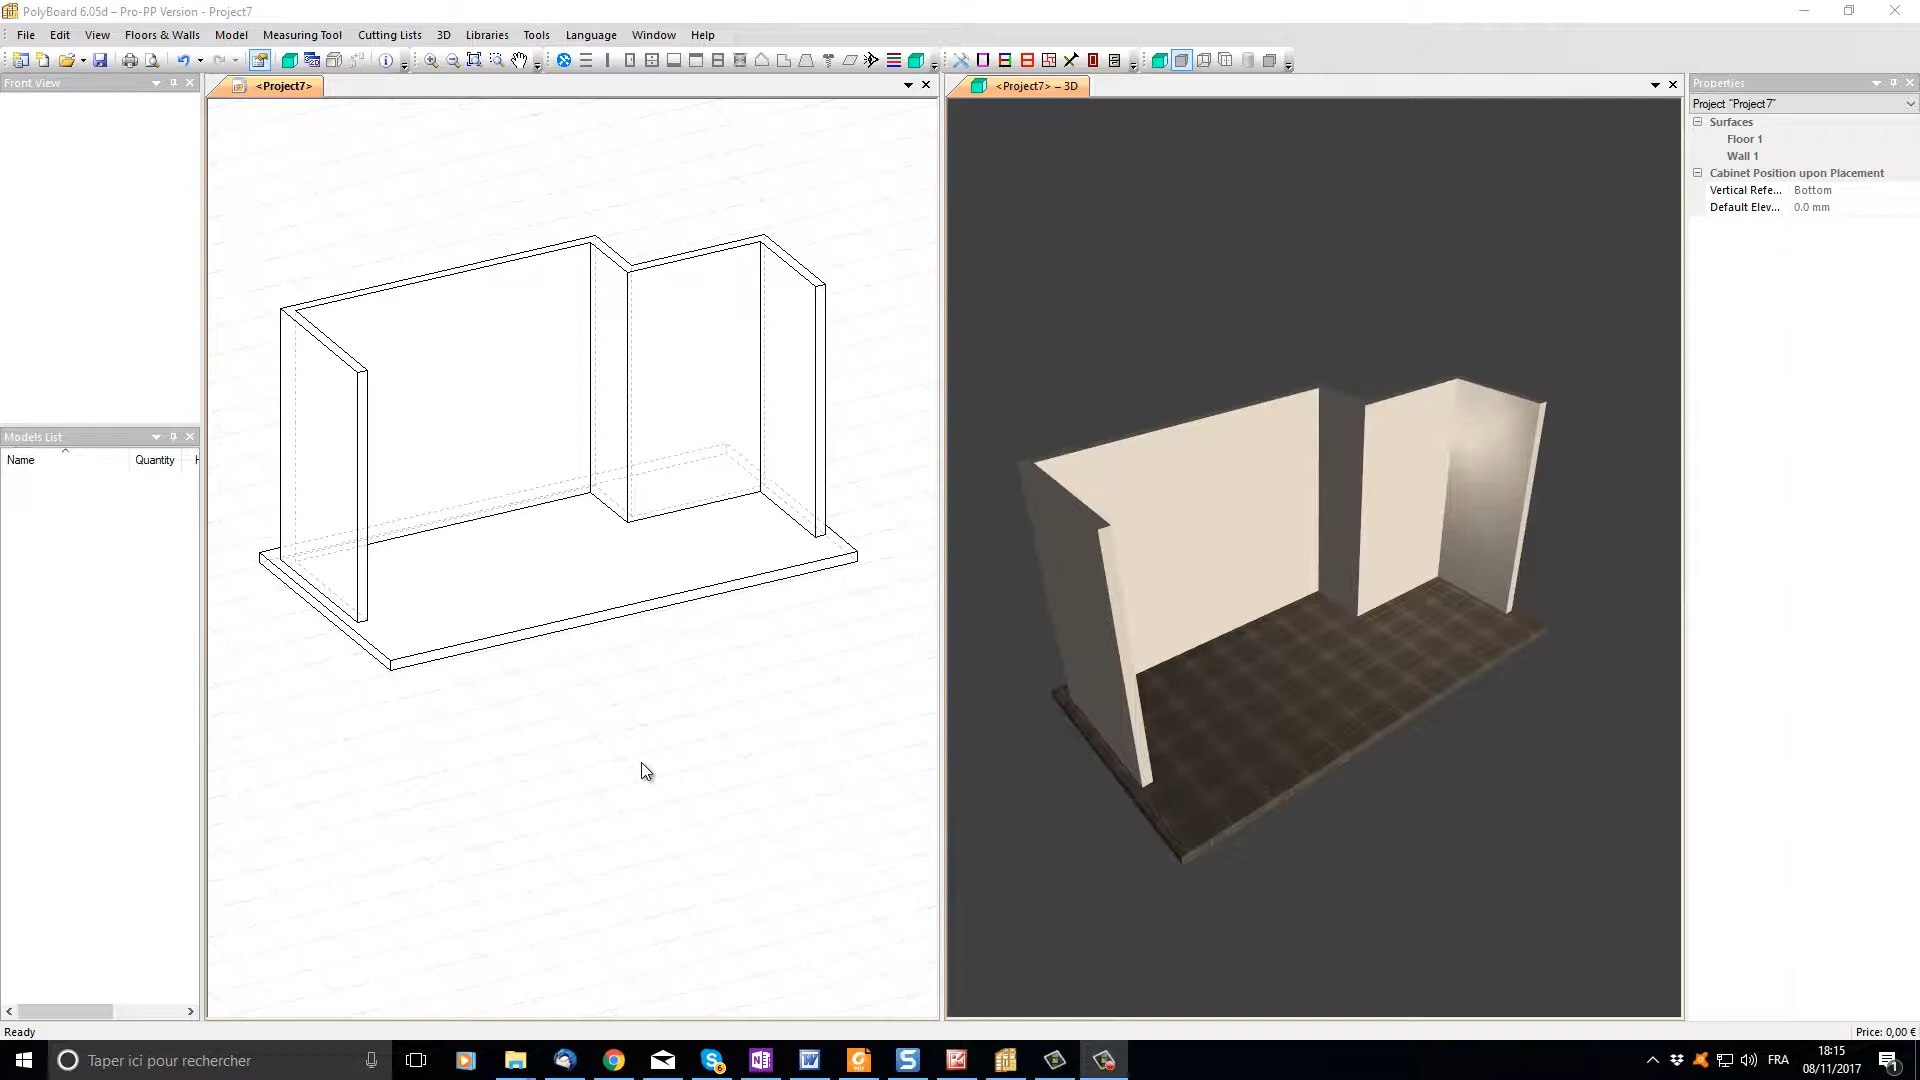 PolyBoard 6.05d – Pro-PP Version - Project7
File Edit View Floors & Walls Model Measuring Tool Cutting Lists 3D Libraries Tools Language Window Help
Front View
<Project7>
<Project7> – 3D
Properties
Project "Project7"
Surfaces
Floor 1
Wall 1
Cabinet Position upon Placement
Vertical Refe... Bottom
Default Elev... 0.0 mm
Models List
Name Quantity
Ready
Price: 0,00 €
Taper ici pour rechercher
FRA
18:15
08/11/2017